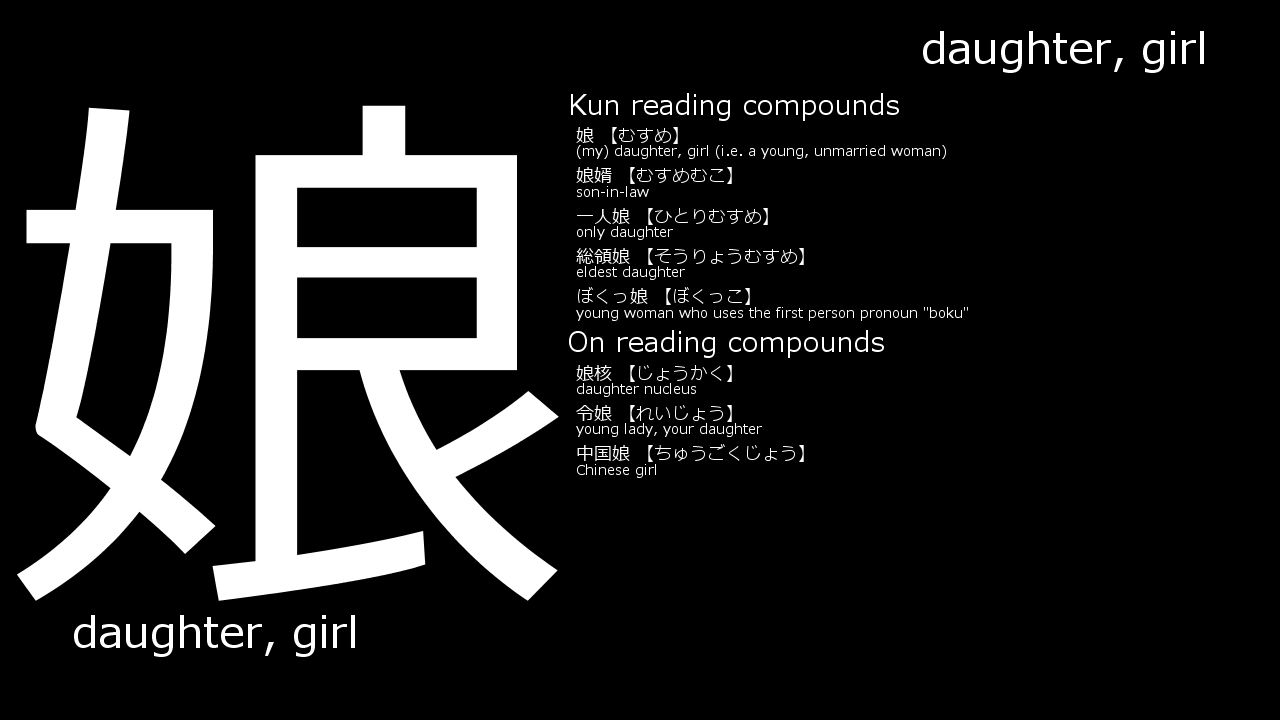 daughter, girl
娘
Kun reading compounds
娘 【むすめ】
(my) daughter, girl (i.e. a young, unmarried woman)
娘婿 【むすめむこ】
son-in-law
一人娘 【ひとりむすめ】
only daughter
総領娘 【そうりょうむすめ】
eldest daughter
ぼくっ娘 【ぼくっこ】
young woman who uses the first person pronoun "boku"
On reading compounds
娘核 【じょうかく】
daughter nucleus
令娘 【れいじょう】
young lady, your daughter
中国娘 【ちゅうごくじょう】
Chinese girl
daughter, girl